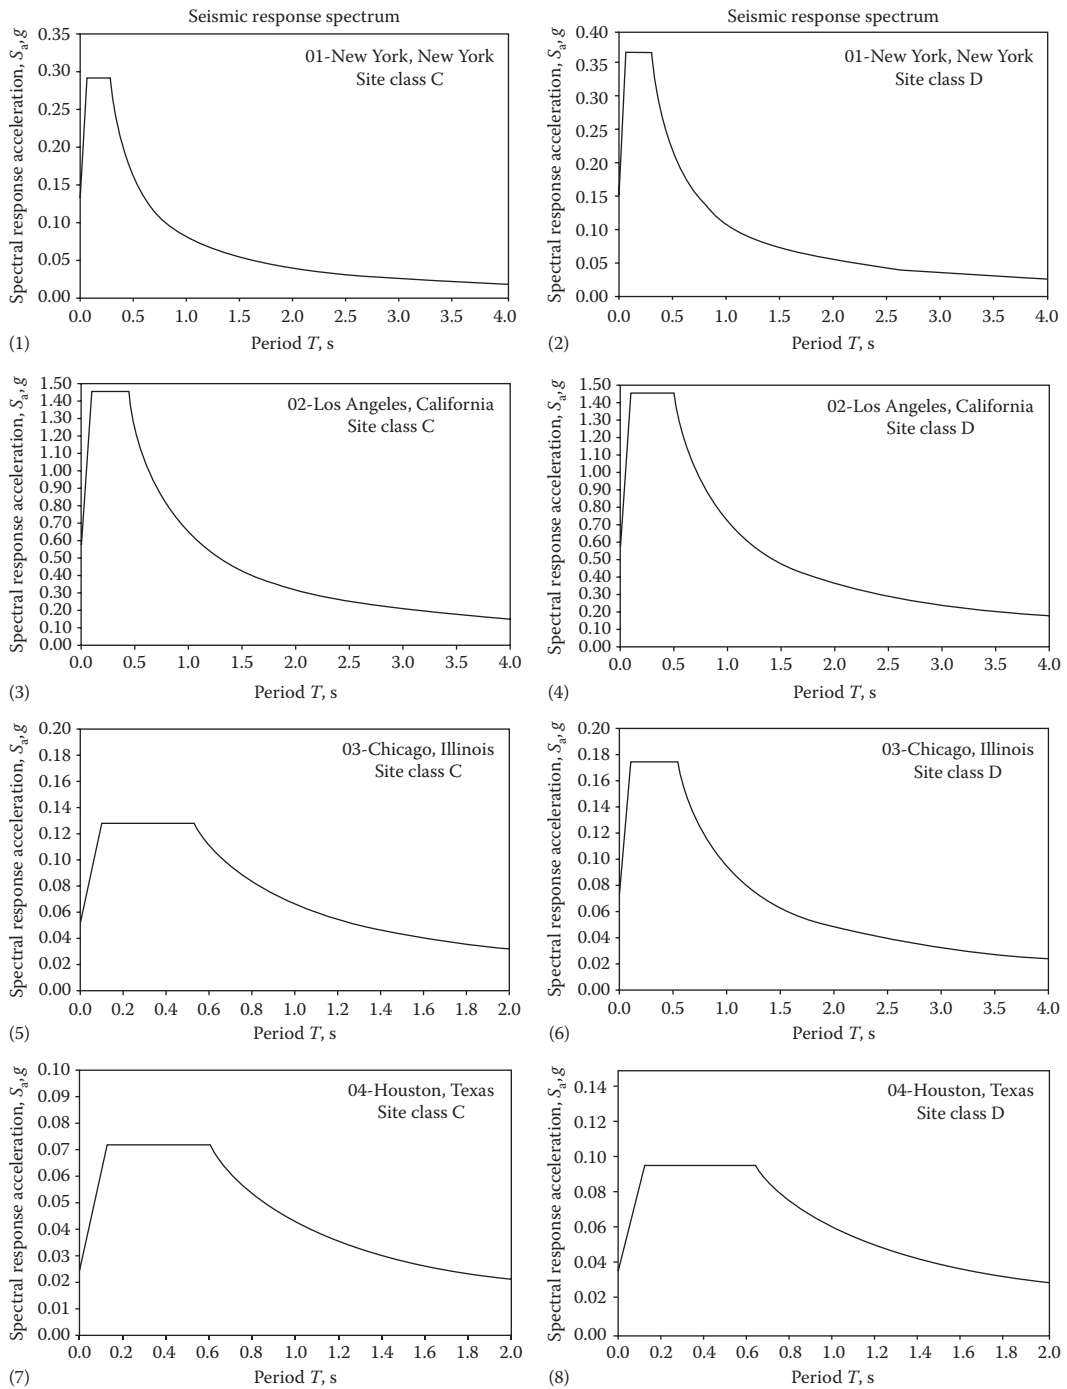 Seismic response spectrum
Spectral response acceleration, Sa, g
0.35
0.30
0.25
0.20
0.15
0.10
0.05
0.00
01-New York, New York
Site class C
0.0 0.5 1.0 1.5 2.0 2.5 3.0 3.5 4.0
(1) Period T, s
Seismic response spectrum
Spectral response acceleration, Sa, g
0.40
0.35
0.30
0.25
0.20
0.15
0.10
0.05
0.00
01-New York, New York
Site class D
0.0 0.5 1.0 1.5 2.0 2.5 3.0 3.5 4.0
(2) Period T, s
Spectral response acceleration, Sa, g
1.50
1.40
1.30
1.20
1.10
1.00
0.90
0.80
0.70
0.60
0.50
0.40
0.30
0.20
0.10
0.00
02-Los Angeles, California
Site class C
0.0 0.5 1.0 1.5 2.0 2.5 3.0 3.5 4.0
(3) Period T, s
Spectral response acceleration, Sa, g
1.50
1.40
1.30
1.20
1.10
1.00
0.90
0.80
0.70
0.60
0.50
0.40
0.30
0.20
0.10
0.00
02-Los Angeles, California
Site class D
0.0 0.5 1.0 1.5 2.0 2.5 3.0 3.5 4.0
(4) Period T, s
Spectral response acceleration, Sa, g
0.20
0.18
0.16
0.14
0.12
0.10
0.08
0.06
0.04
0.02
0.00
03-Chicago, Illinois
Site class C
0.0 0.2 0.4 0.6 0.8 1.0 1.2 1.4 1.6 1.8 2.0
(5) Period T, s
Spectral response acceleration, Sa, g
0.20
0.18
0.16
0.14
0.12
0.10
0.08
0.06
0.04
0.02
0.00
03-Chicago, Illinois
Site class D
0.0 0.5 1.0 1.5 2.0 2.5 3.0 3.5 4.0
(6) Period T, s
Spectral response acceleration, Sa, g
0.10
0.09
0.08
0.07
0.06
0.05
0.04
0.03
0.02
0.01
0.00
04-Houston, Texas
Site class C
0.0 0.2 0.4 0.6 0.8 1.0 1.2 1.4 1.6 1.8 2.0
(7) Period T, s
Spectral response acceleration, Sa, g
0.14
0.12
0.10
0.08
0.06
0.04
0.02
0.00
04-Houston, Texas
Site class D
0.0 0.2 0.4 0.6 0.8 1.0 1.2 1.4 1.6 1.8 2.0
(8) Period T, s